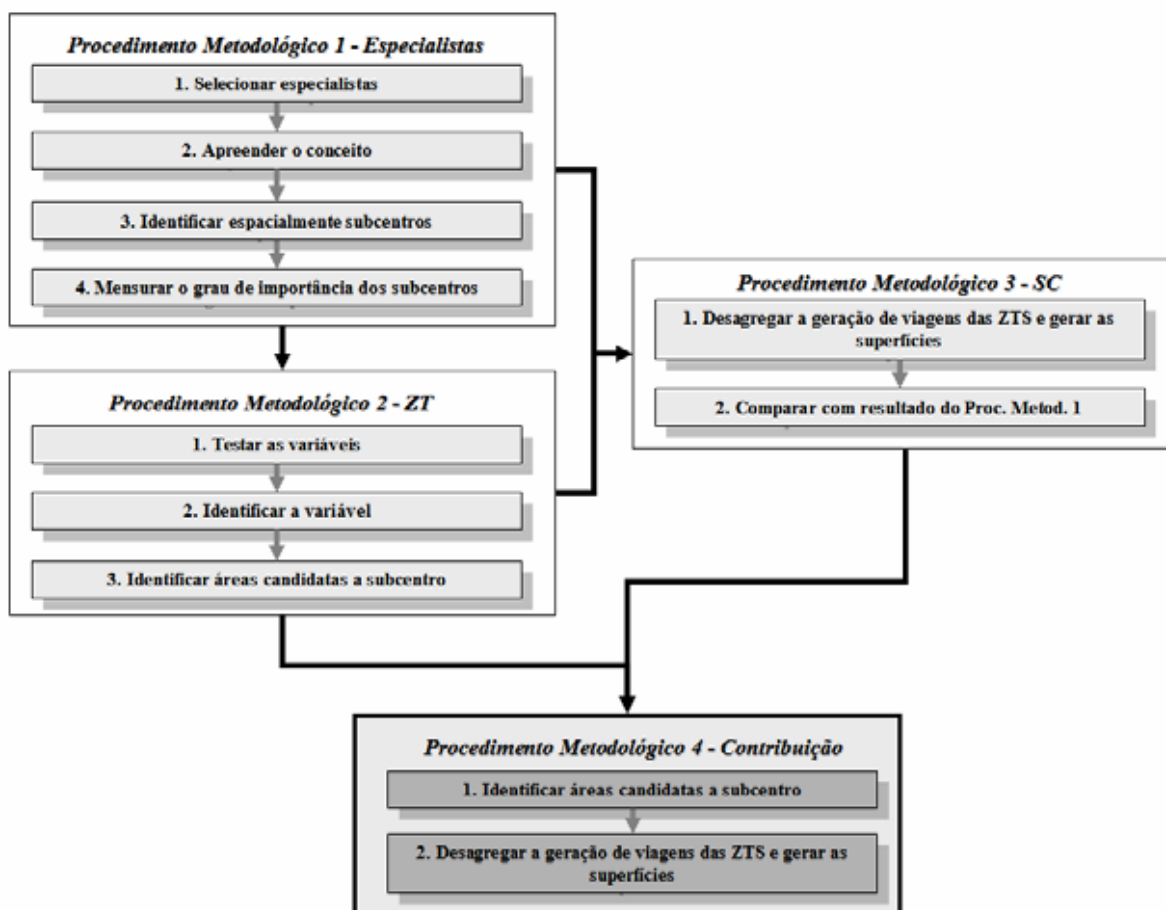 Procedimento Metodológico 1 - Especialistas
1. Selecionar especialistas
2. Apreender o conceito
3. Identificar espacialmente subcentros
4. Mensurar o grau de importância dos subcentros
Procedimento Metodológico 2 - ZT
1. Testar as variáveis
2. Identificar a variável
3. Identificar áreas candidatas a subcentro
Procedimento Metodológico 3 - SC
1. Desagregar a geração de viagens das ZTS e gerar as
superfícies
2. Comparar com resultado do Proc. Metod. 1
Procedimento Metodológico 4 - Contribuição
1. Identificar áreas candidatas a subcentro
2. Desagregar a geração de viagens das ZTS e gerar as
superfícies